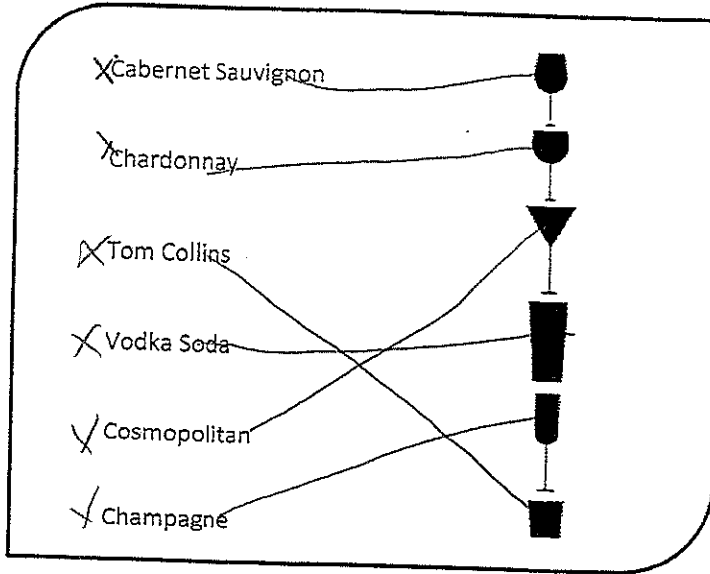 Cabernet Sauvignon
Chardonnay
Tom Collins
Vodka Soda
Cosmopolitan
Champagne